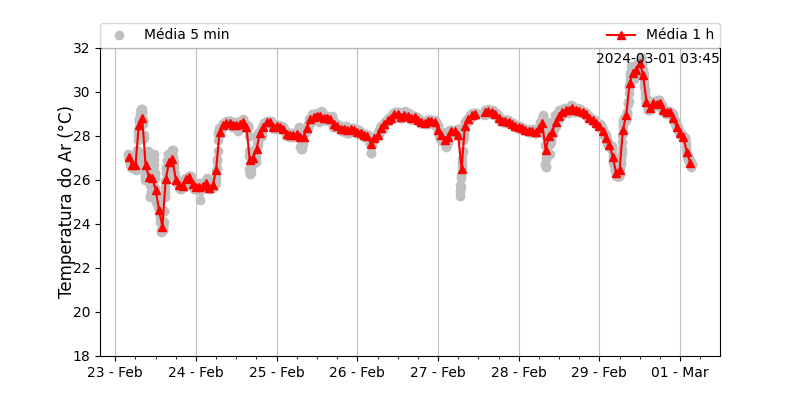 Média 5 min
Média 1 h
2024-03-01 03:45
Temperatura do Ar (°C)
32
30
28
26
24
22
20
18
23 - Feb
24 - Feb
25 - Feb
26 - Feb
27 - Feb
28 - Feb
29 - Feb
01 - Mar